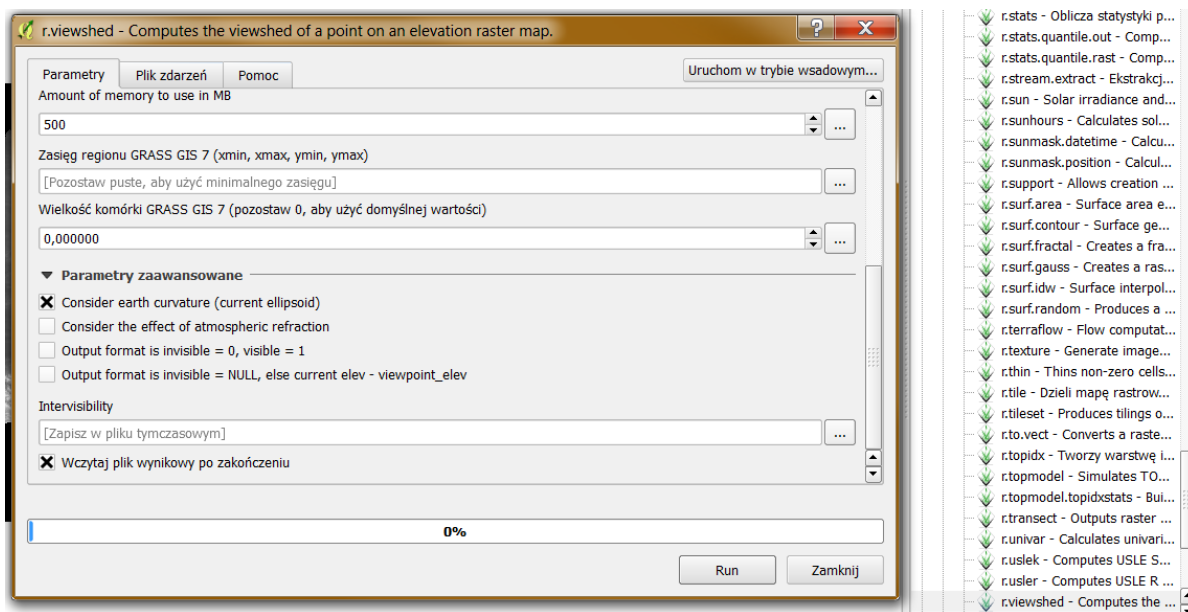 r.viewshed - Computes the viewshed of a point on an elevation raster map.
Parametry
Plik zdarzeń
Pomoc
Uruchom w trybie wsadowym...
Amount of memory to use in MB
500
...
Zasięg regionu GRASS GIS 7 (xmin, xmax, ymin, ymax)
[Pozostaw puste, aby użyć minimalnego zasięgu]
...
Wielkość komórki GRASS GIS 7 (pozostaw 0, aby użyć domyślnej wartości)
0,000000
...
Parametry zaawansowane
Consider earth curvature (current ellipsoid)
Consider the effect of atmospheric refraction
Output format is invisible = 0, visible = 1
Output format is invisible = NULL, else current elev - viewpoint_elev
Intervisibility
[Zapisz w pliku tymczasowym]
...
Wczytaj plik wynikowy po zakończeniu
0%
Run
Zamknij
r.stats - Oblicza statystyki p...
r.stats.quantile.out - Comp...
r.stats.quantile.rast - Comp...
r.stream.extract - Ekstrakcj...
r.sun - Solar irradiance and...
r.sunhours - Calculates sol...
r.sunmask.datetime - Calcu...
r.sunmask.position - Calcul...
r.support - Allows creation ...
r.surf.area - Surface area e...
r.surf.contour - Surface ge...
r.surf.fractal - Creates a fra...
r.surf.gauss - Creates a ras...
r.surf.idw - Surface interpol...
r.surf.random - Produces a ...
r.terraflow - Flow computat...
r.texture - Generate image...
r.thin - Thins non-zero cells...
r.tile - Dzieli mapę rastrow...
r.tileset - Produces tilings o...
r.to.vect - Converts a raste...
r.topidx - Tworzy warstwę i...
r.topmodel - Simulates TO...
r.topmodel.topidxstats - Bui...
r.transect - Outputs raster ...
r.univar - Calculates univari...
r.uslek - Computes USLE S...
r.usler - Computes USLE R ...
r.viewshed - Computes the ...